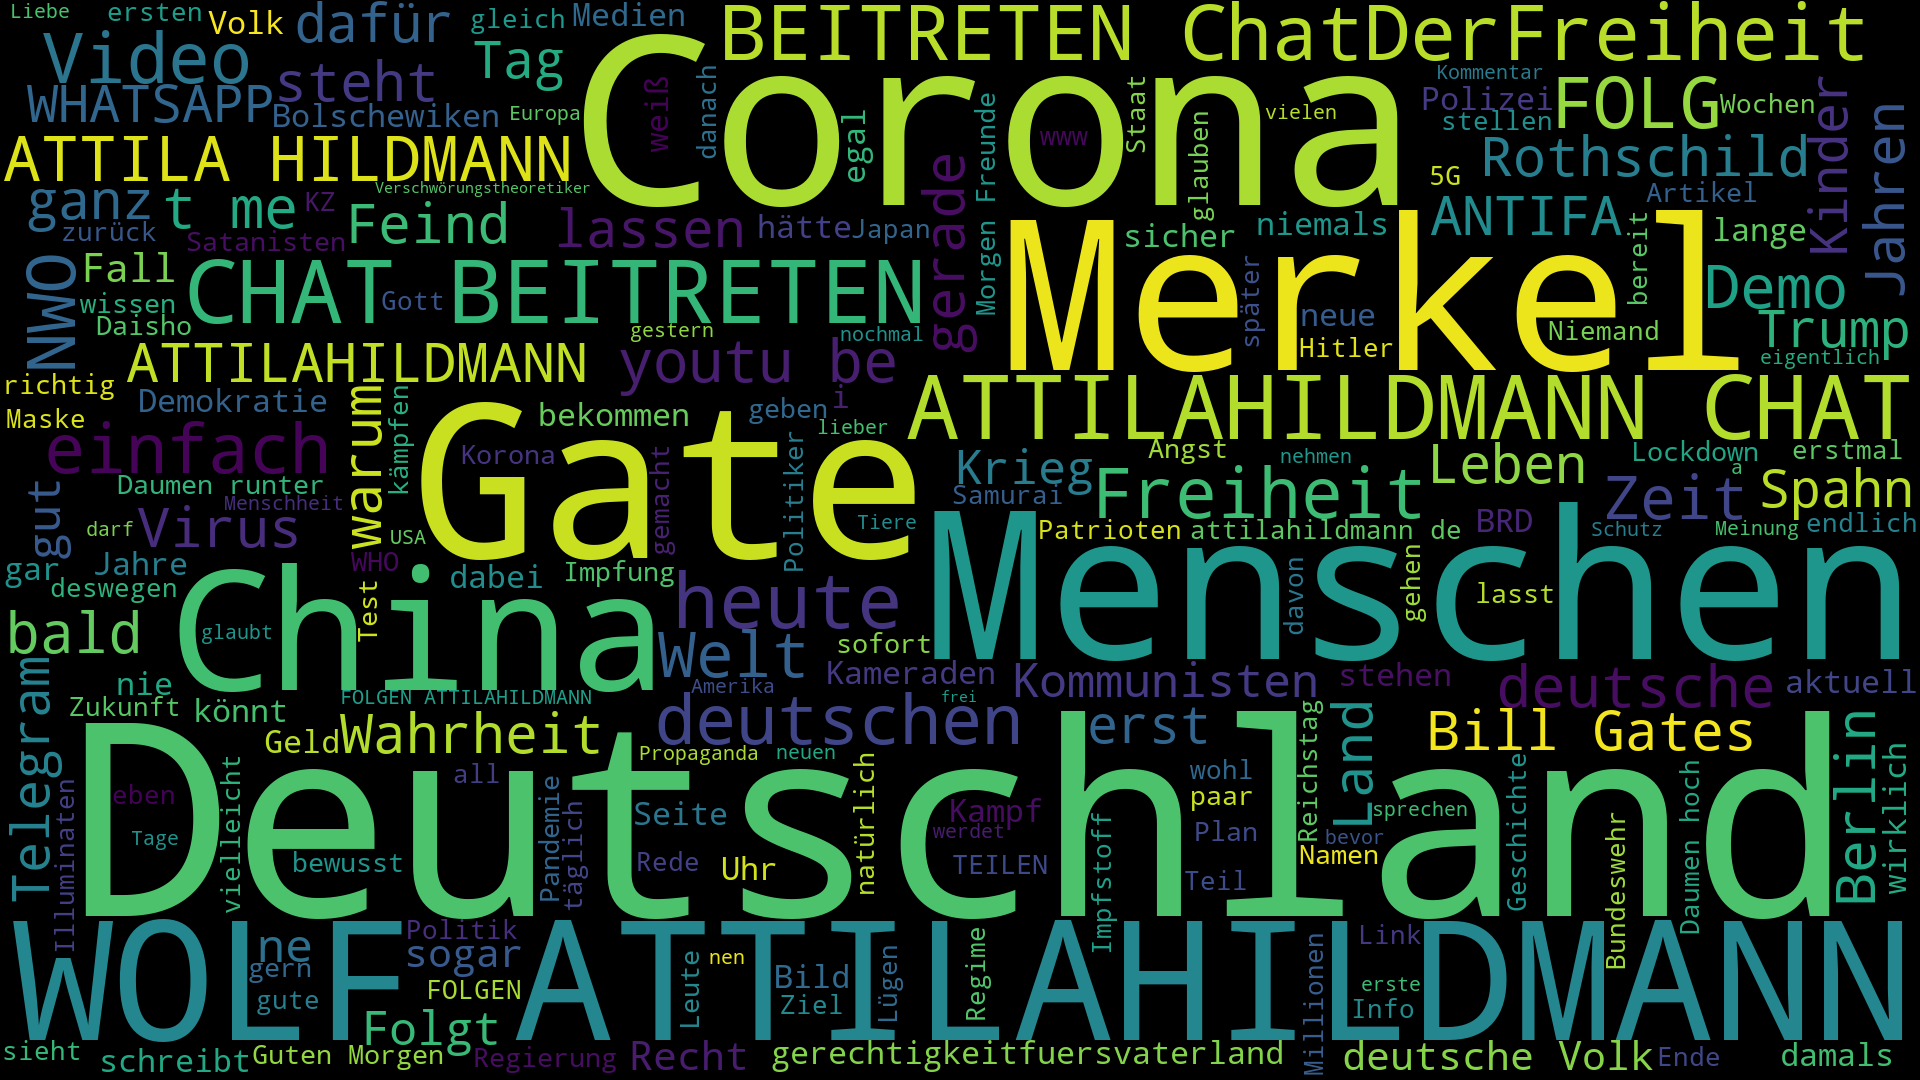 Liebe
ersten
Volk
dafür
gleich
Medien
BEITRETEN ChatDerFreiheit
Video
steht
Tag
Corona
WHATSAPP
Bolschewiken
Europa
weiß
danach
egal
www
vielen
Staat
Kommentar
Polizei
stellen
FOLG
Wochen
Kinder
Jahren
ATTILA HILDMANN
Verschwörungstheoretiker
Morgen Freunde
glauben
5G
Rothschild
Artikel
ganz
t me
KZ
Feind
lassen
hätte
Japan
gerade
Merkel
sicher
niemals
ANTIFA
lange
zurück
Satanisten
NWO
Fall
wissen
Daisho
CHAT BEITRETEN
Gott
gestern
nochmal
später
neue
Hitler
bereit
Niemand
Demo
Trump
eigentlich
ATTILAHILDMANN
youtu be
richtig
Maske
Demokratie
warum
kämpfen
bekommen
geben
i
lieber
ATTILAHILDMANN CHAT
einfach
Gate
Korona
gemacht
Politiker
Krieg
Samurai
Angst
nehmen
Freiheit
Leben
Lockdown
a
erstmal
Zeit
Spahn
Daumen runter
Menschheit
gut
darf
Virus
USA
Tiere
Menschen
Patrioten
attilahildmann de
BRD
Schutz
Meinung
endlich
gar
Jahre
deswegen
WHO
dabei
Impfung
Test
China
glaubt
heute
davon
gehen
lasst
bald
Welt
sofort
Kameraden
Kommunisten
stehen
deutsche
aktuell
Telegram
nie
Zukunft
könnt
FOLGEN ATTILAHILDMANN
Amerika
frei
deutschen
erst
Reichstag
Land
Bill Gates
Berlin
wirklich
Geld
Wahrheit
Propaganda
neuen
Deutschland
Illuminaten
eben
Tage
vielleicht
all
bewusst
Pandemie
täglich
Seite
Rede
Uhr
natürlich
Kampf
werdet
TEILEN
Impfstoff
wohl
paar
Plan
Teil
sprechen
bevor
Namen
Geschichte
Bundeswehr
Daumen hoch
WOLF ATTILAHILDMANN
ne
gern
gute
Politik
sogar
FOLGEN
Leute
nen
Bild
Ziel
Lügen
Regime
Millionen
Link
erste
Info
Folgt
sieht
schreibt
Guten Morgen
Regierung
Recht
gerechtigkeitfuersvaterland
deutsche Volk
Ende
damals